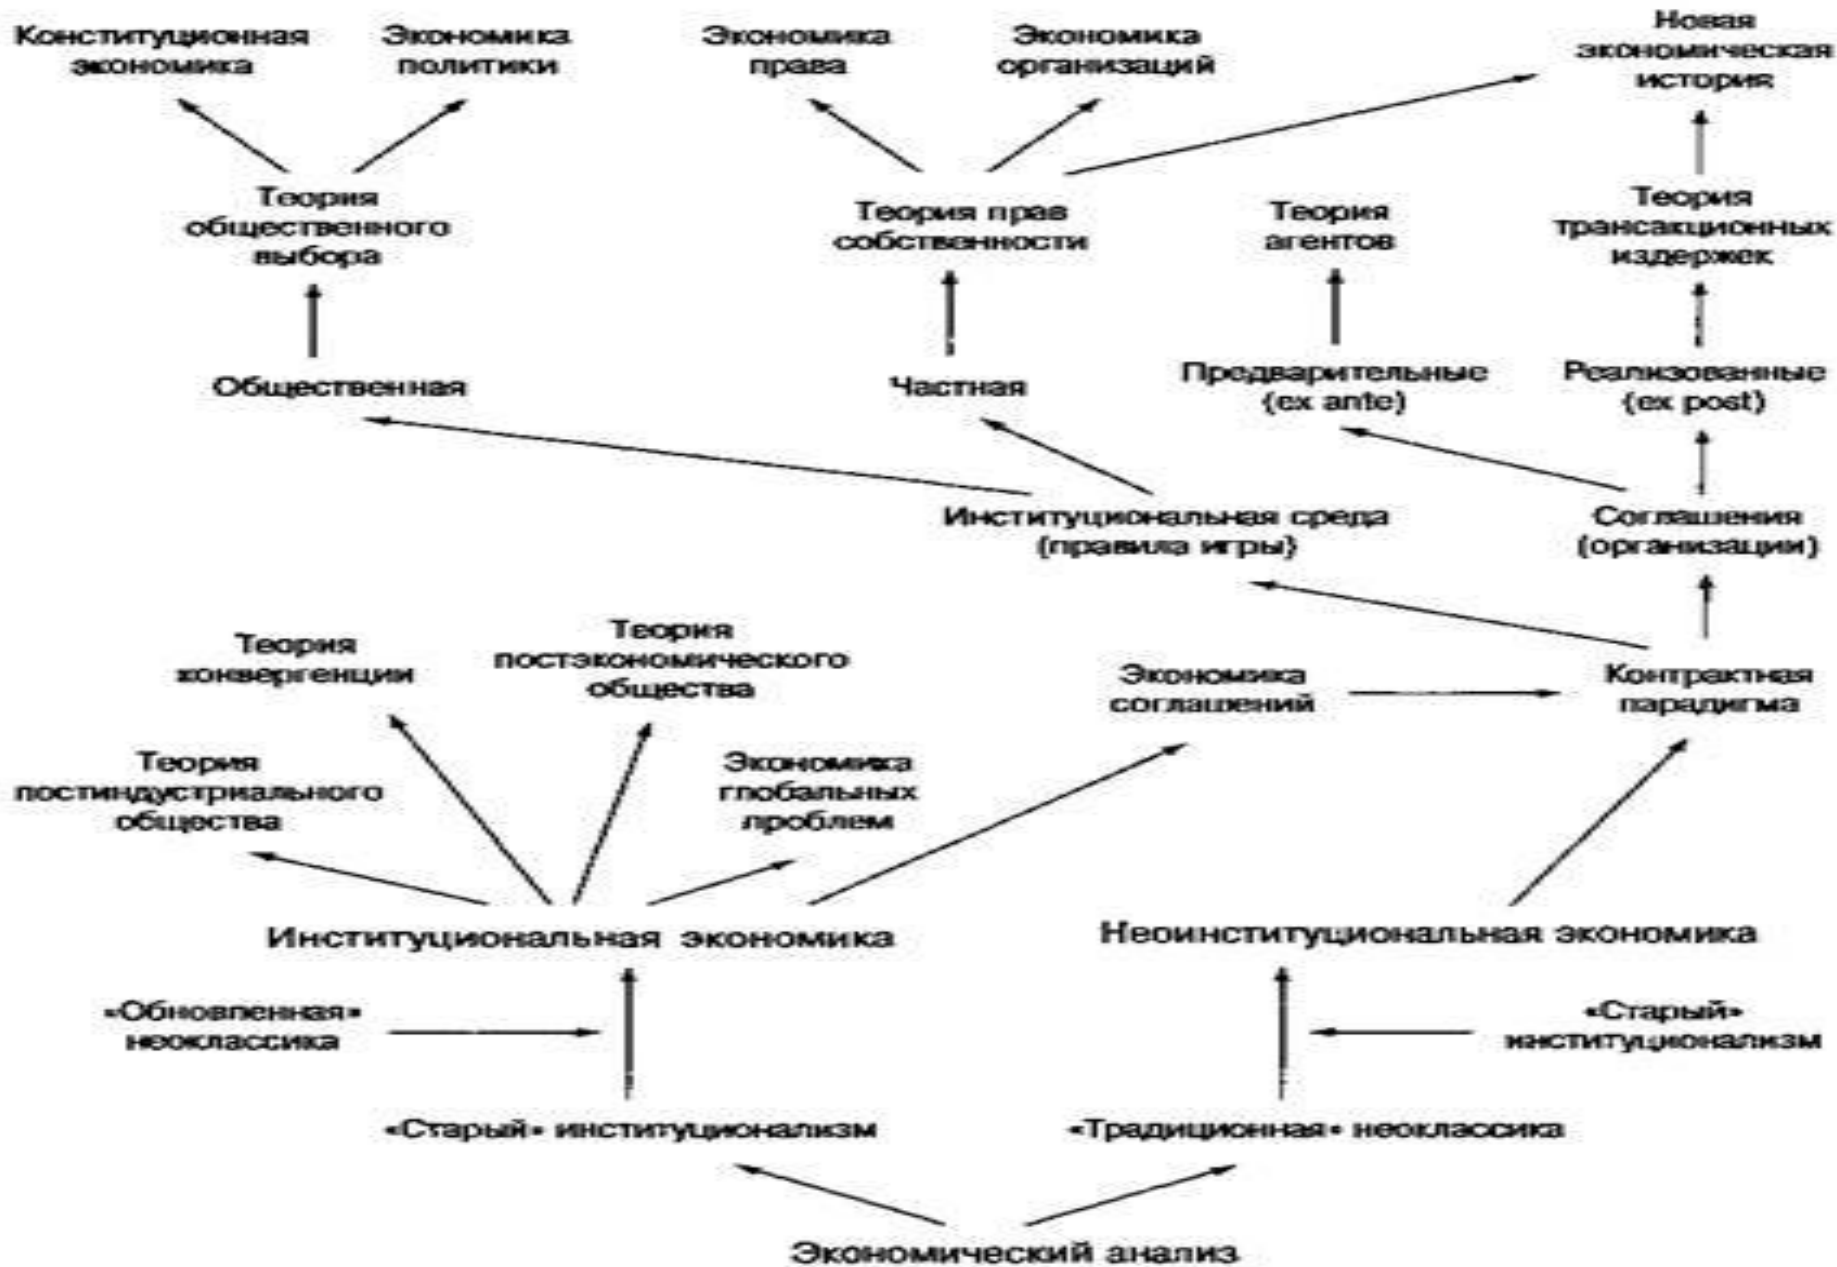 Конституционная
экономика
Экономика
политики
Экономика
права
Экономика
организаций
Новая
экономическая
история
Теория
общественного
выбора
Теория прав
собственности
Теория
агентов
Теория
трансакционных
издержек
Общественная
Частная
Предварительные
(ex ante)
Реализованные
(ex post)
Институциональная среда
(правила игры)
Соглашения
(организации)
Теория
конвергенции
Теория
постэкономического
общества
Экономика
соглашений
Контрактная
парадигма
Теория
постиндустриального
общества
Экономика
глобальных
проблем
Институциональная экономика
Неоинституциональная экономика
«Обновленная»
неоклассика
«Старый»
институционализм
«Старый» институционализм
«Традиционная» неоклассика
Экономический анализ